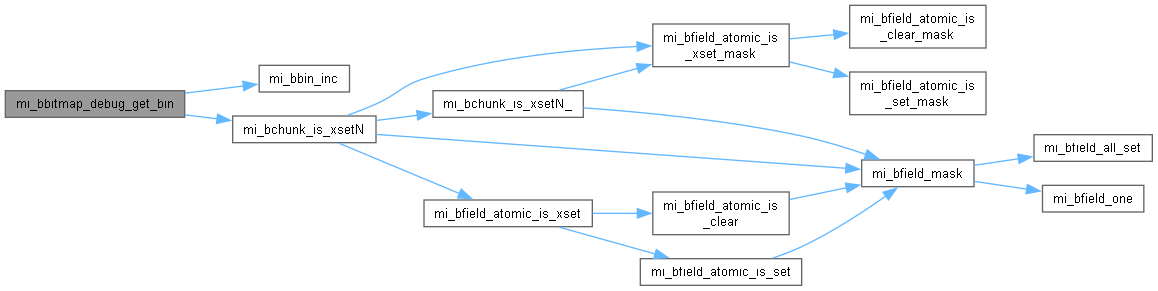 mi_bbitmap_debug_get_bin
mi_bbin_inc
mi_bchunk_is_xsetN
mi_bfield_atomic_is
_xset_mask
mi_bchunk_is_xsetN_
mi_bfield_atomic_is_xset
mi_bfield_atomic_is
_clear_mask
mi_bfield_atomic_is
_set_mask
mi_bfield_atomic_is
_clear
mi_bfield_atomic_is_set
mi_bfield_mask
mi_bfield_all_set
mi_bfield_one